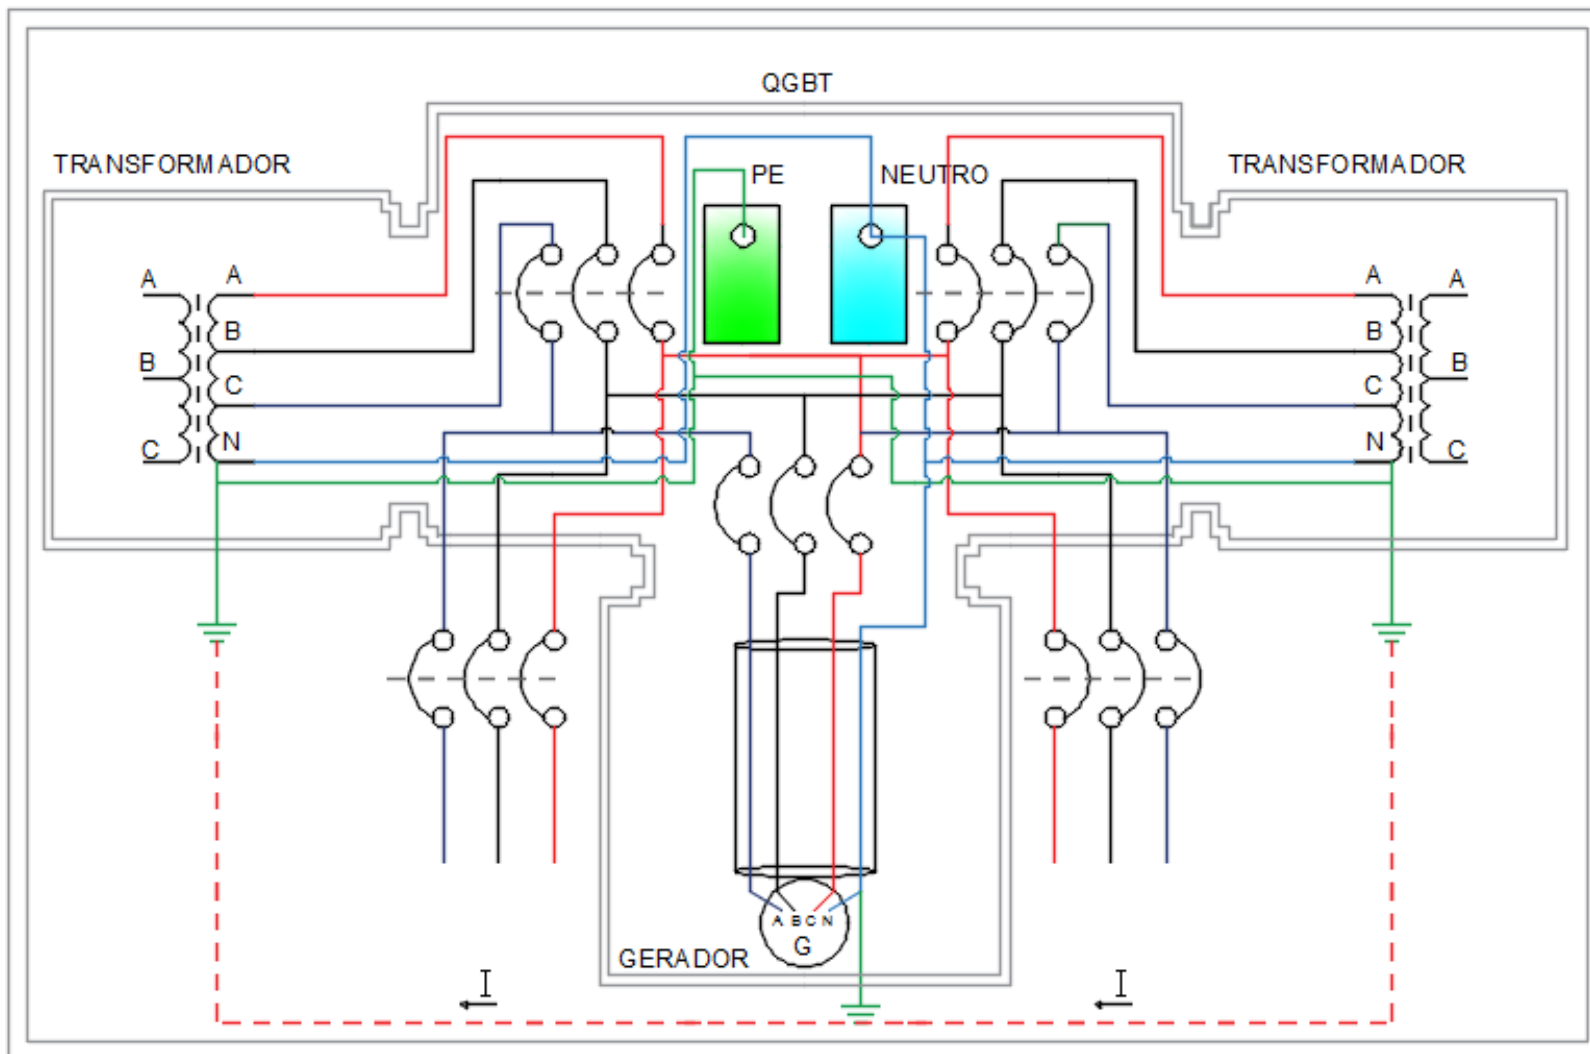 QGBT
TRANSFORMADOR
PE
NEUTRO
TRANSFORMADOR
A
A
B
B
C
C
N
A
A
B
B
C
C
N
A B C N
G
GERADOR
I
I